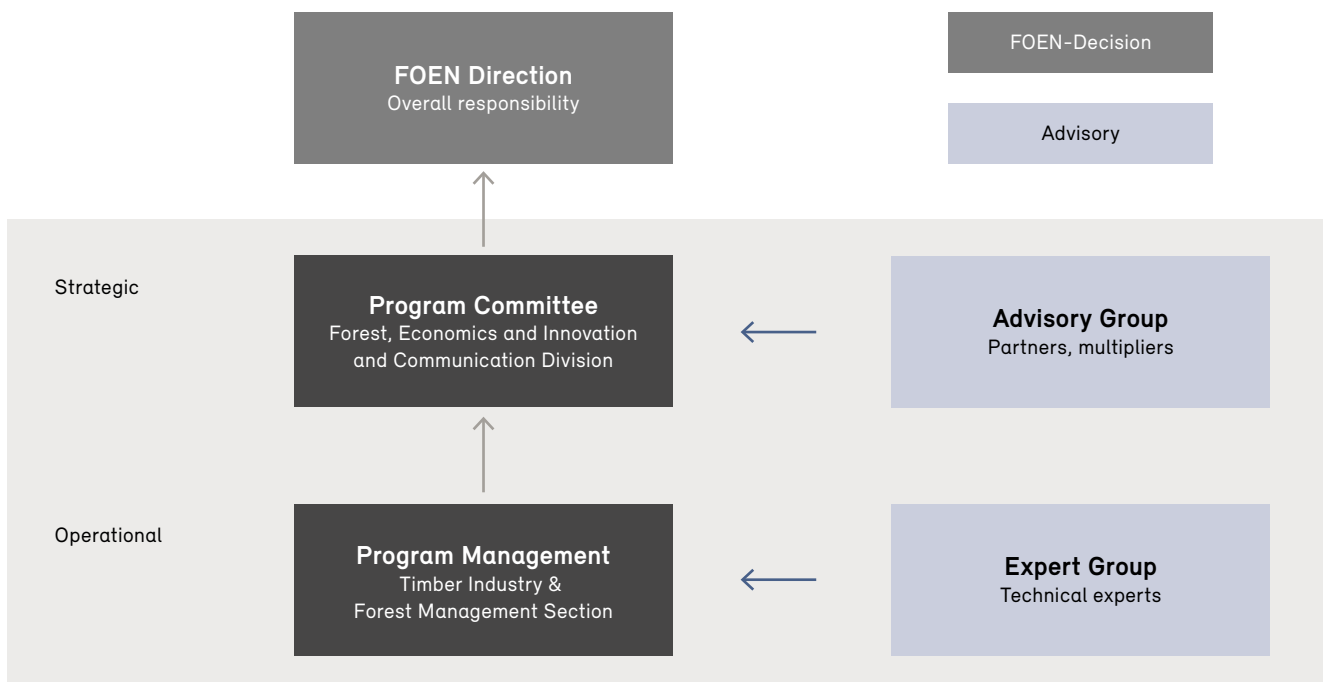 FOEN Direction
Overall responsibility
FOEN-Decision
Advisory
Strategic
Program Committee
Forest, Economics and Innovation
and Communication Division
Advisory Group
Partners, multipliers
Operational
Program Management
Timber Industry &
Forest Management Section
Expert Group
Technical experts